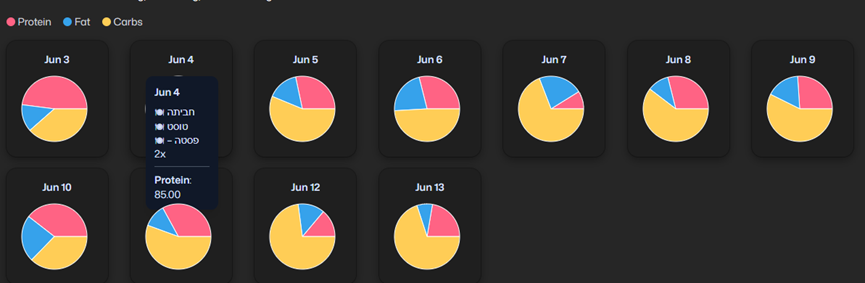 Protein Fat Carbs
Jun 3 Jun 4 Jun 5 Jun 6 Jun 7 Jun 8 Jun 9
Jun 4
🍽 חביתה
🍽 טוסט
🍽 פסטה –
2x
Protein:
85.00
Jun 10 Jun 12 Jun 13